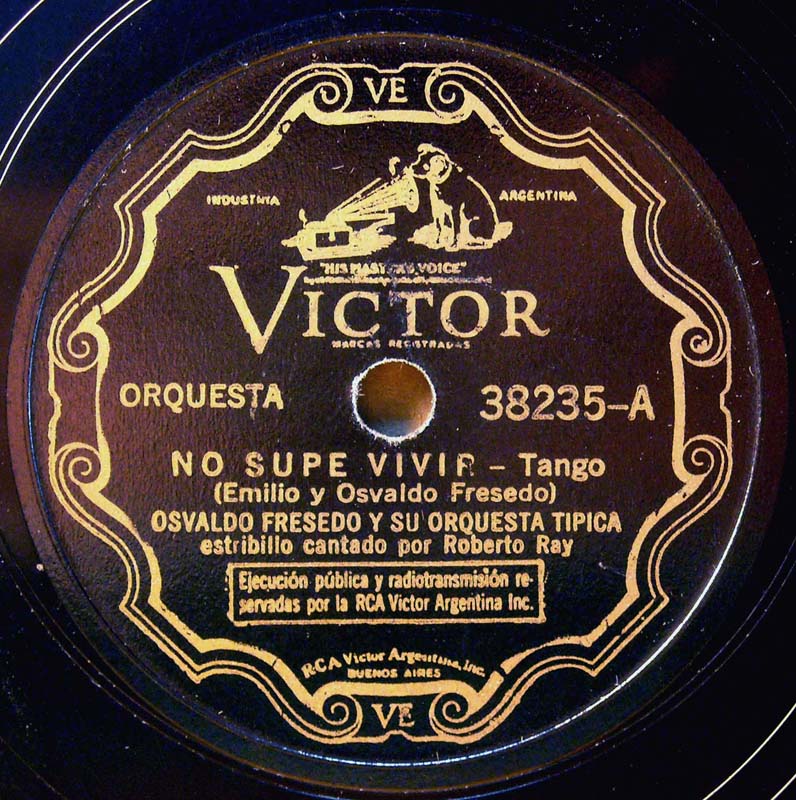 VE
INDUSTRIA ARGENTINA
"HIS MASTER'S VOICE"
VICTOR
MARCAS REGISTRADAS
ORQUESTA 38235-A
NO SUPE VIVIR - Tango
(Emilio y Osvaldo Fresedo)
OSVALDO FRESEDO Y SU ORQUESTA TIPICA
estribillo cantado por Roberto Ray
Ejecución pública y radiotransmisión re-
servadas por la RCA Victor Argentina Inc.
RCA Victor Argentina, Inc.
BUENOS AIRES
VE